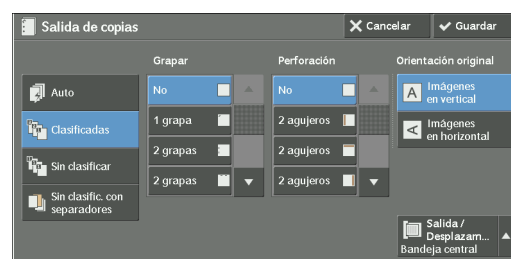 Salida de copias
Cancelar
Guardar
Grapar
Perforación
Orientación original
Auto
Clasificadas
Sin clasificar
Sin clasific. con
separadores
No
1 grapa
2 grapas
2 grapas
No
2 agujeros
2 agujeros
2 agujeros
A Imágenes
en vertical
A Imágenes
en horizontal
Salida /
Desplazam...
Bandeja central